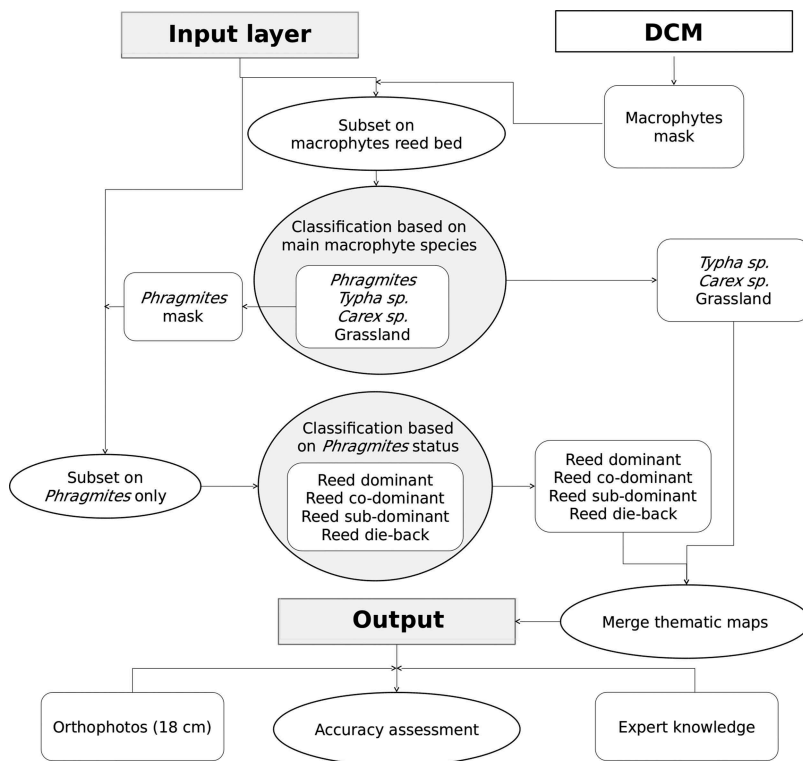 Input layer
DCM
Subset on
macrophytes reed bed
Macrophytes
mask
Classification based on
main macrophyte species
Phragmites
Typha sp.
Carex sp.
Grassland
Phragmites
mask
Typha sp.
Carex sp.
Grassland
Classification based
on Phragmites status
Reed dominant
Reed co-dominant
Reed sub-dominant
Reed die-back
Subset on
Phragmites only
Reed dominant
Reed co-dominant
Reed sub-dominant
Reed die-back
Output
Merge thematic maps
Orthophotos (18 cm)
Accuracy assessment
Expert knowledge